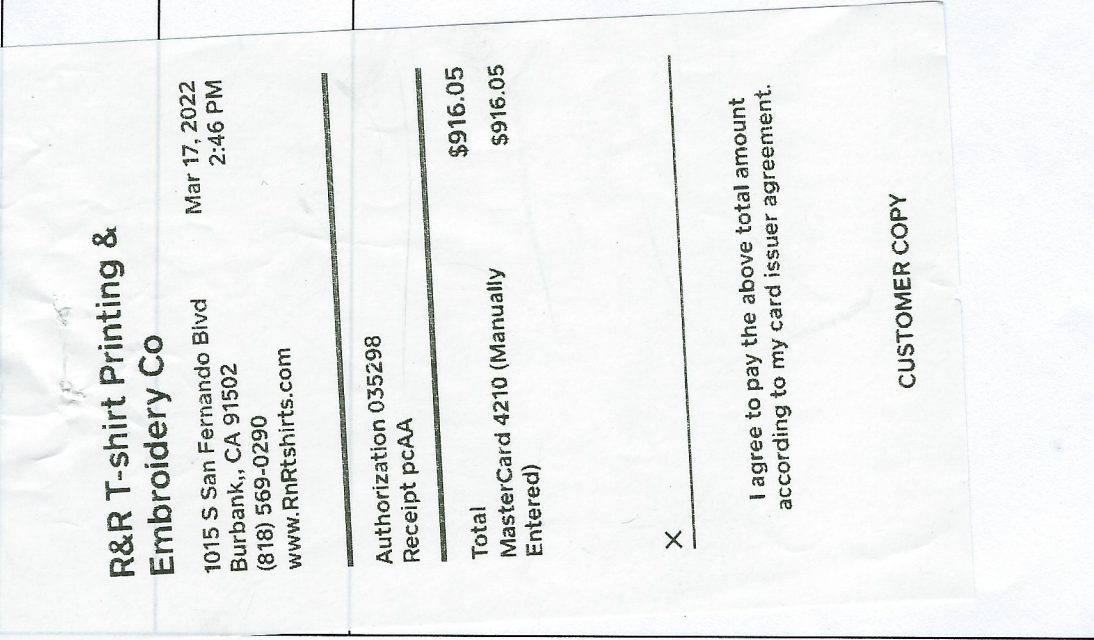 R&R T-shirt Printing &
Embroidery Co
1015 S San Fernando Blvd Mar 17, 2022
Burbank,, CA 91502 2:46 PM
(818) 569-0290
www.RnRtshirts.com
Authorization 035298
Receipt pcAA
Total $916.05
MasterCard 4210 (Manually $916.05
Entered)
X
I agree to pay the above total amount
according to my card issuer agreement.
CUSTOMER COPY